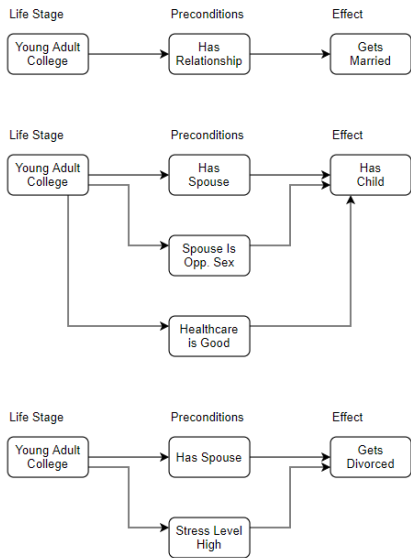 Life Stage Preconditions Effect
Young Adult
College
Has
Relationship
Gets
Married
Life Stage Preconditions Effect
Young Adult
College
Has
Spouse
Has
Child
Spouse Is
Opp. Sex
Healthcare
is Good
Life Stage Preconditions Effect
Young Adult
College
Has Spouse
Gets
Divorced
Stress Level
High